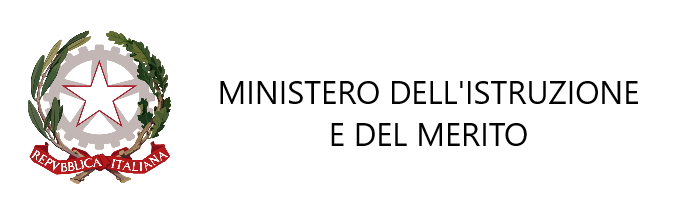 MINISTERO DELL'ISTRUZIONE
E DEL MERITO
REPVBBLICA ITALIANA